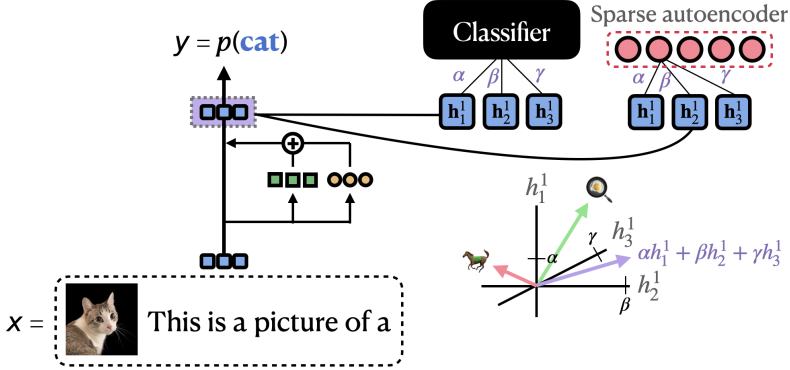 y = p(cat)
Classifier
Sparse autoencoder
α β γ
α β γ
h₁¹ h₂¹ h₃¹
h₁¹ h₂¹ h₃¹
+
h₁¹
h₃¹
γ
α
αh₁¹ + βh₂¹ + γh₃¹
h₂¹
β
x =
This is a picture of a